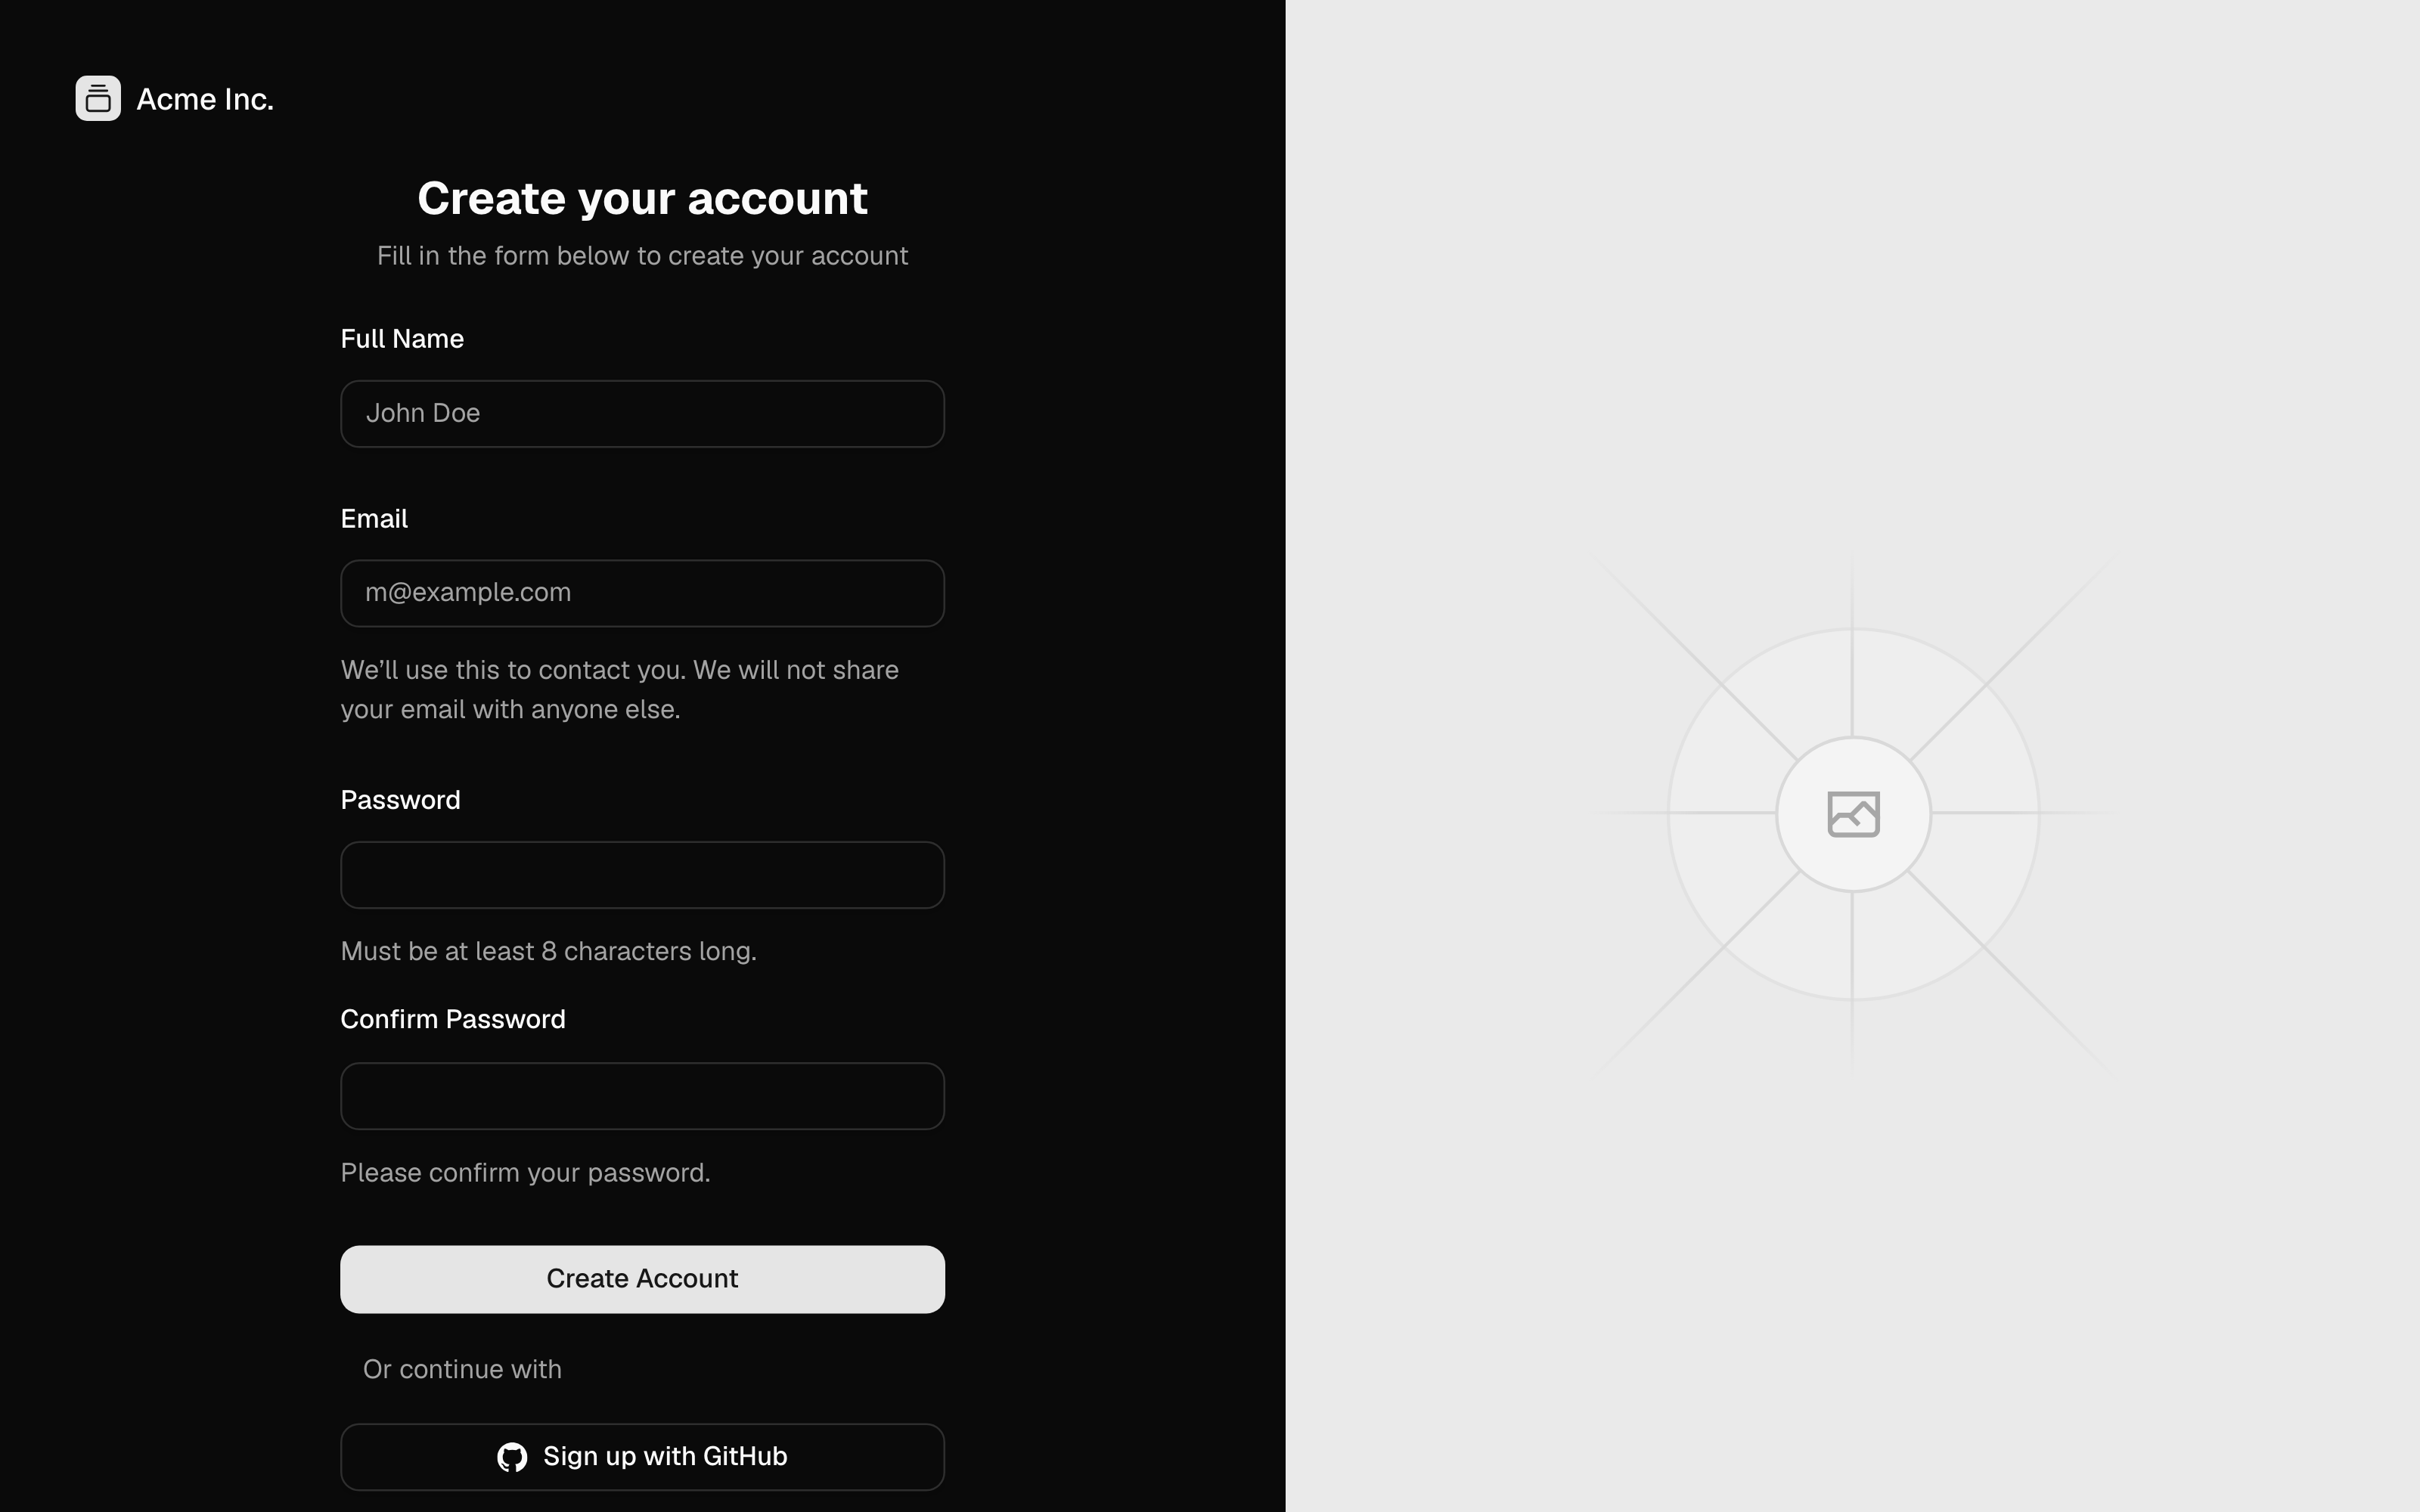 Acme Inc.
Create your account
Fill in the form below to create your account
Full Name
John Doe
Email
m@example.com
We’ll use this to contact you. We will not share
your email with anyone else.
Password
Must be at least 8 characters long.
Confirm Password
Please confirm your password.
Create Account
Or continue with
Sign up with GitHub